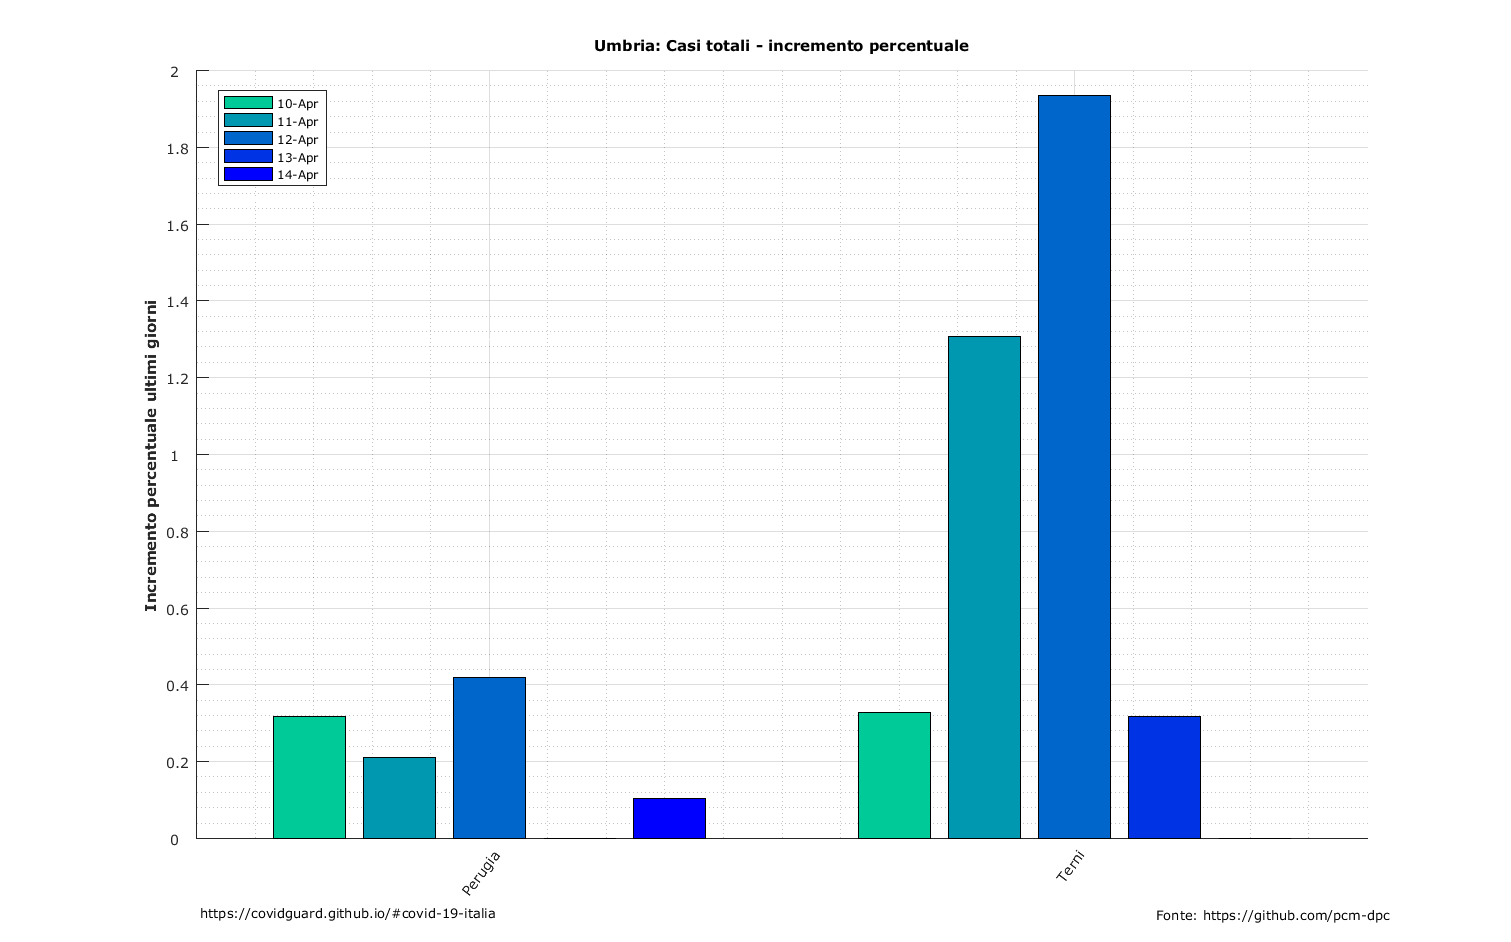 Umbria: Casi totali - incremento percentuale
2
1.8
1.6
1.4
1.2
1
0.8
0.6
0.4
0.2
0
10-Apr
11-Apr
12-Apr
13-Apr
14-Apr
Incremento percentuale ultimi giorni
Perugia
Terni
https://covidguard.github.io/#covid-19-italia
Fonte: https://github.com/pcm-dpc